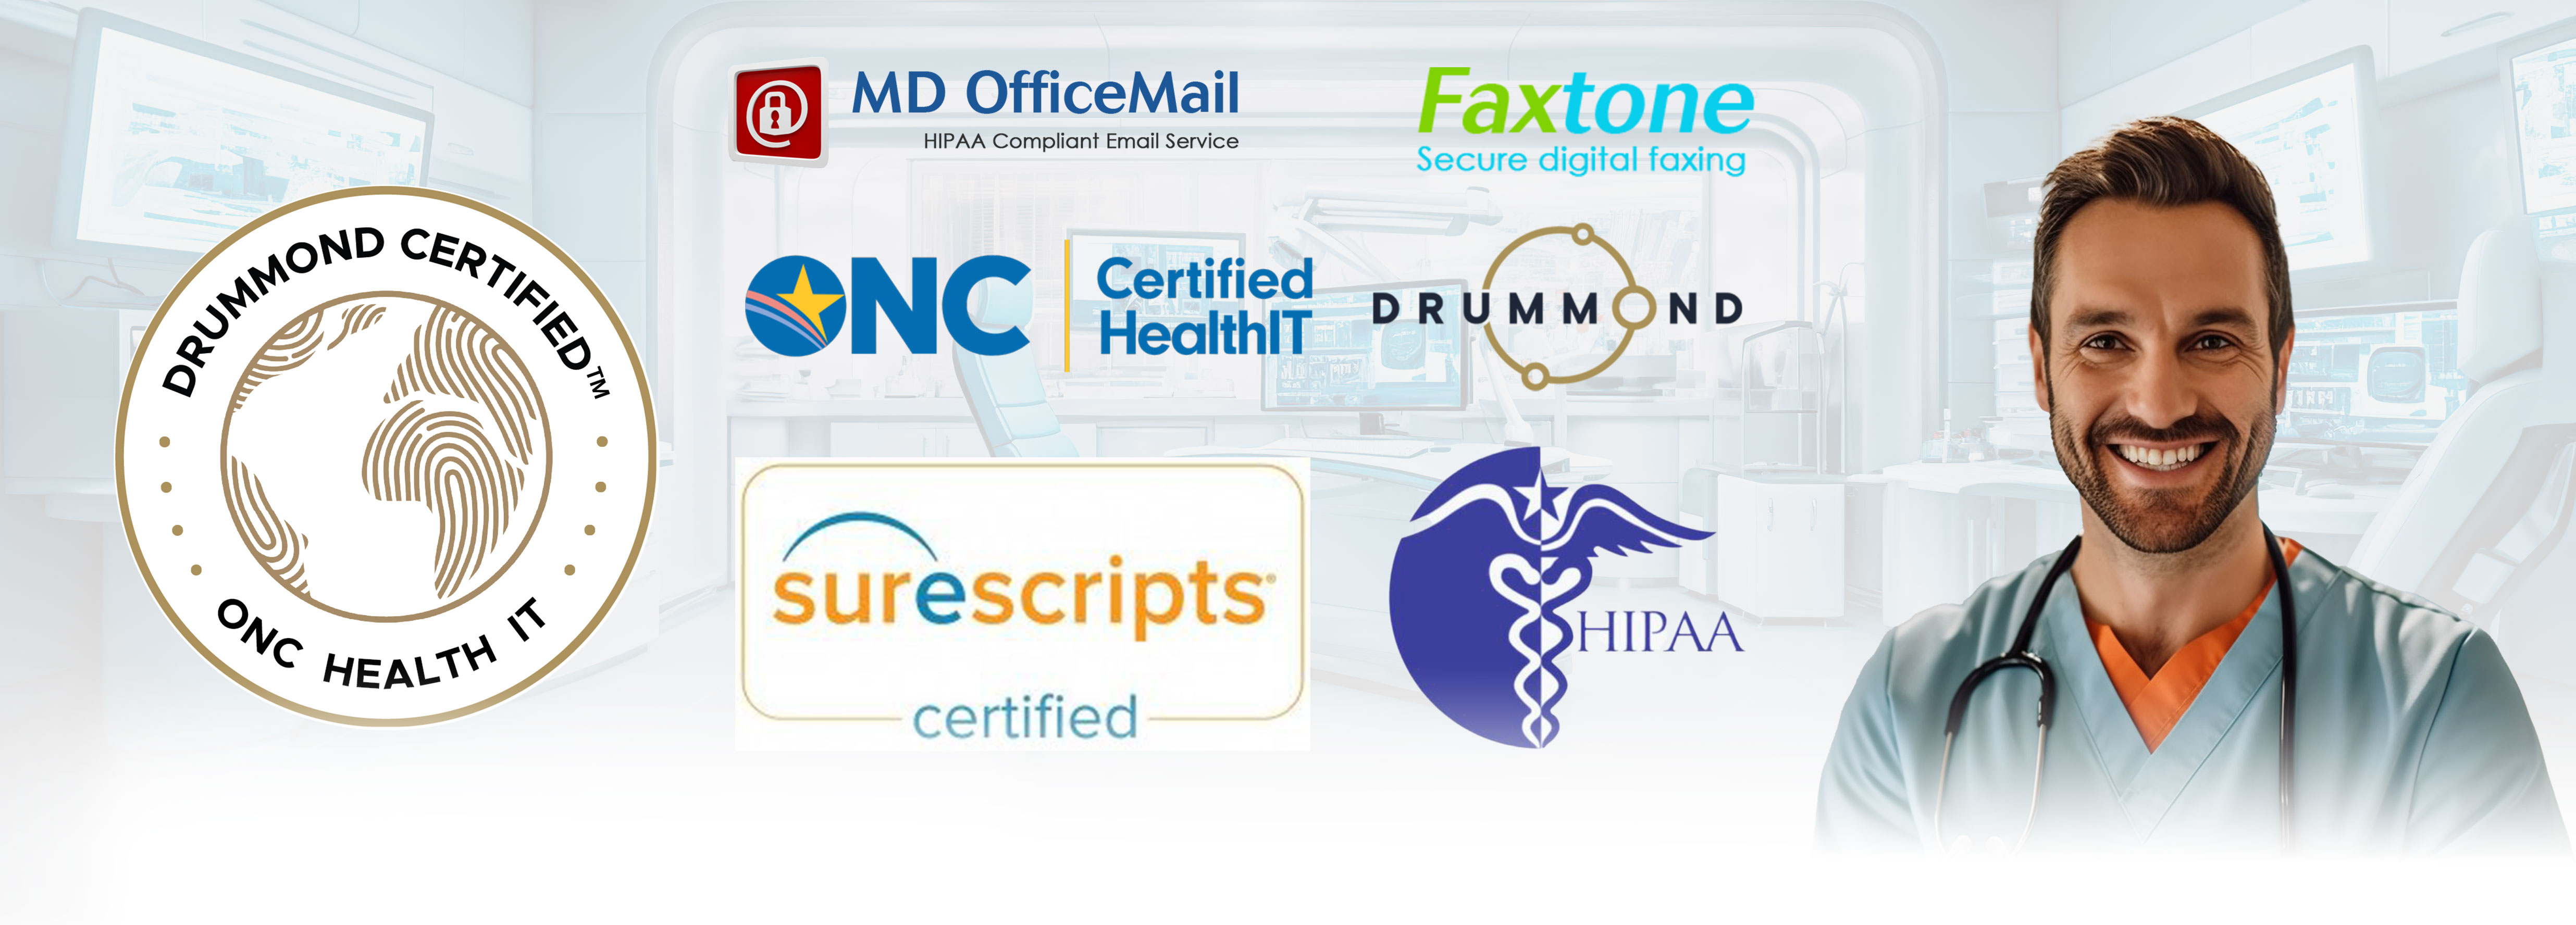 DRUMMOND CERTIFIED™
ONC HEALTH IT
MD OfficeMail
HIPAA Compliant Email Service
Faxtone
Secure digital faxing
ONC
Certified
HealthIT
DRUMMOND
surescripts®
certified
HIPAA